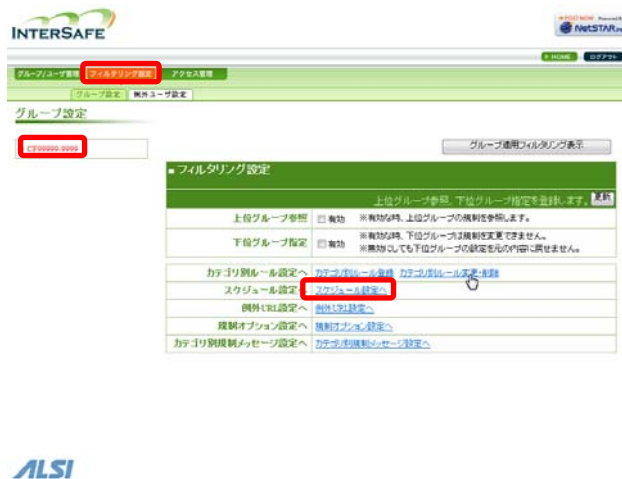 INTERSAFE
NetSTAR
HOME ログアウト
グループ/ユーザ管理 フィルタリング設定 アクセス管理
グループ設定 例外ユーザ設定
グループ設定
CF99999-9999
グループ適用フィルタリング表示
■フィルタリング設定
上位グループ参照、下位グループ指定を登録します。 更新
上位グループ参照 有効 ※有効な時、上位グループの規制を参照します。
下位グループ指定 有効 ※有効な時、下位グループは規制を変更できません。
※無効にしても下位グループの設定を元の内容に戻せません。
カテゴリ別ルール設定へ カテゴリ別ルール登録 カテゴリ別ルール変更・削除
スケジュール設定へ スケジュール設定へ
例外URL設定へ 例外URL設定へ
規制オプション設定へ 規制オプション設定へ
カテゴリ別規制メッセージ設定へ カテゴリ別規制メッセージ設定へ
ALSI